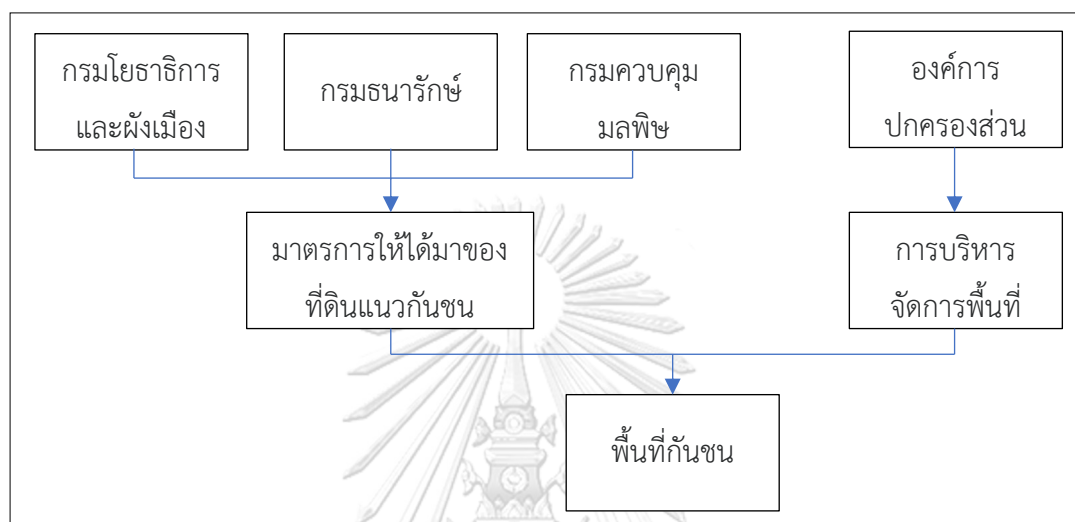 กรมโยธาธิการ
และผังเมือง
กรมธนารักษ์
กรมควบคุม
มลพิษ
องค์การ
ปกครองส่วน
มาตรการให้ได้มาของ
ที่ดินแนวกันชน
การบริหาร
จัดการพื้นที่
พื้นที่กันชน